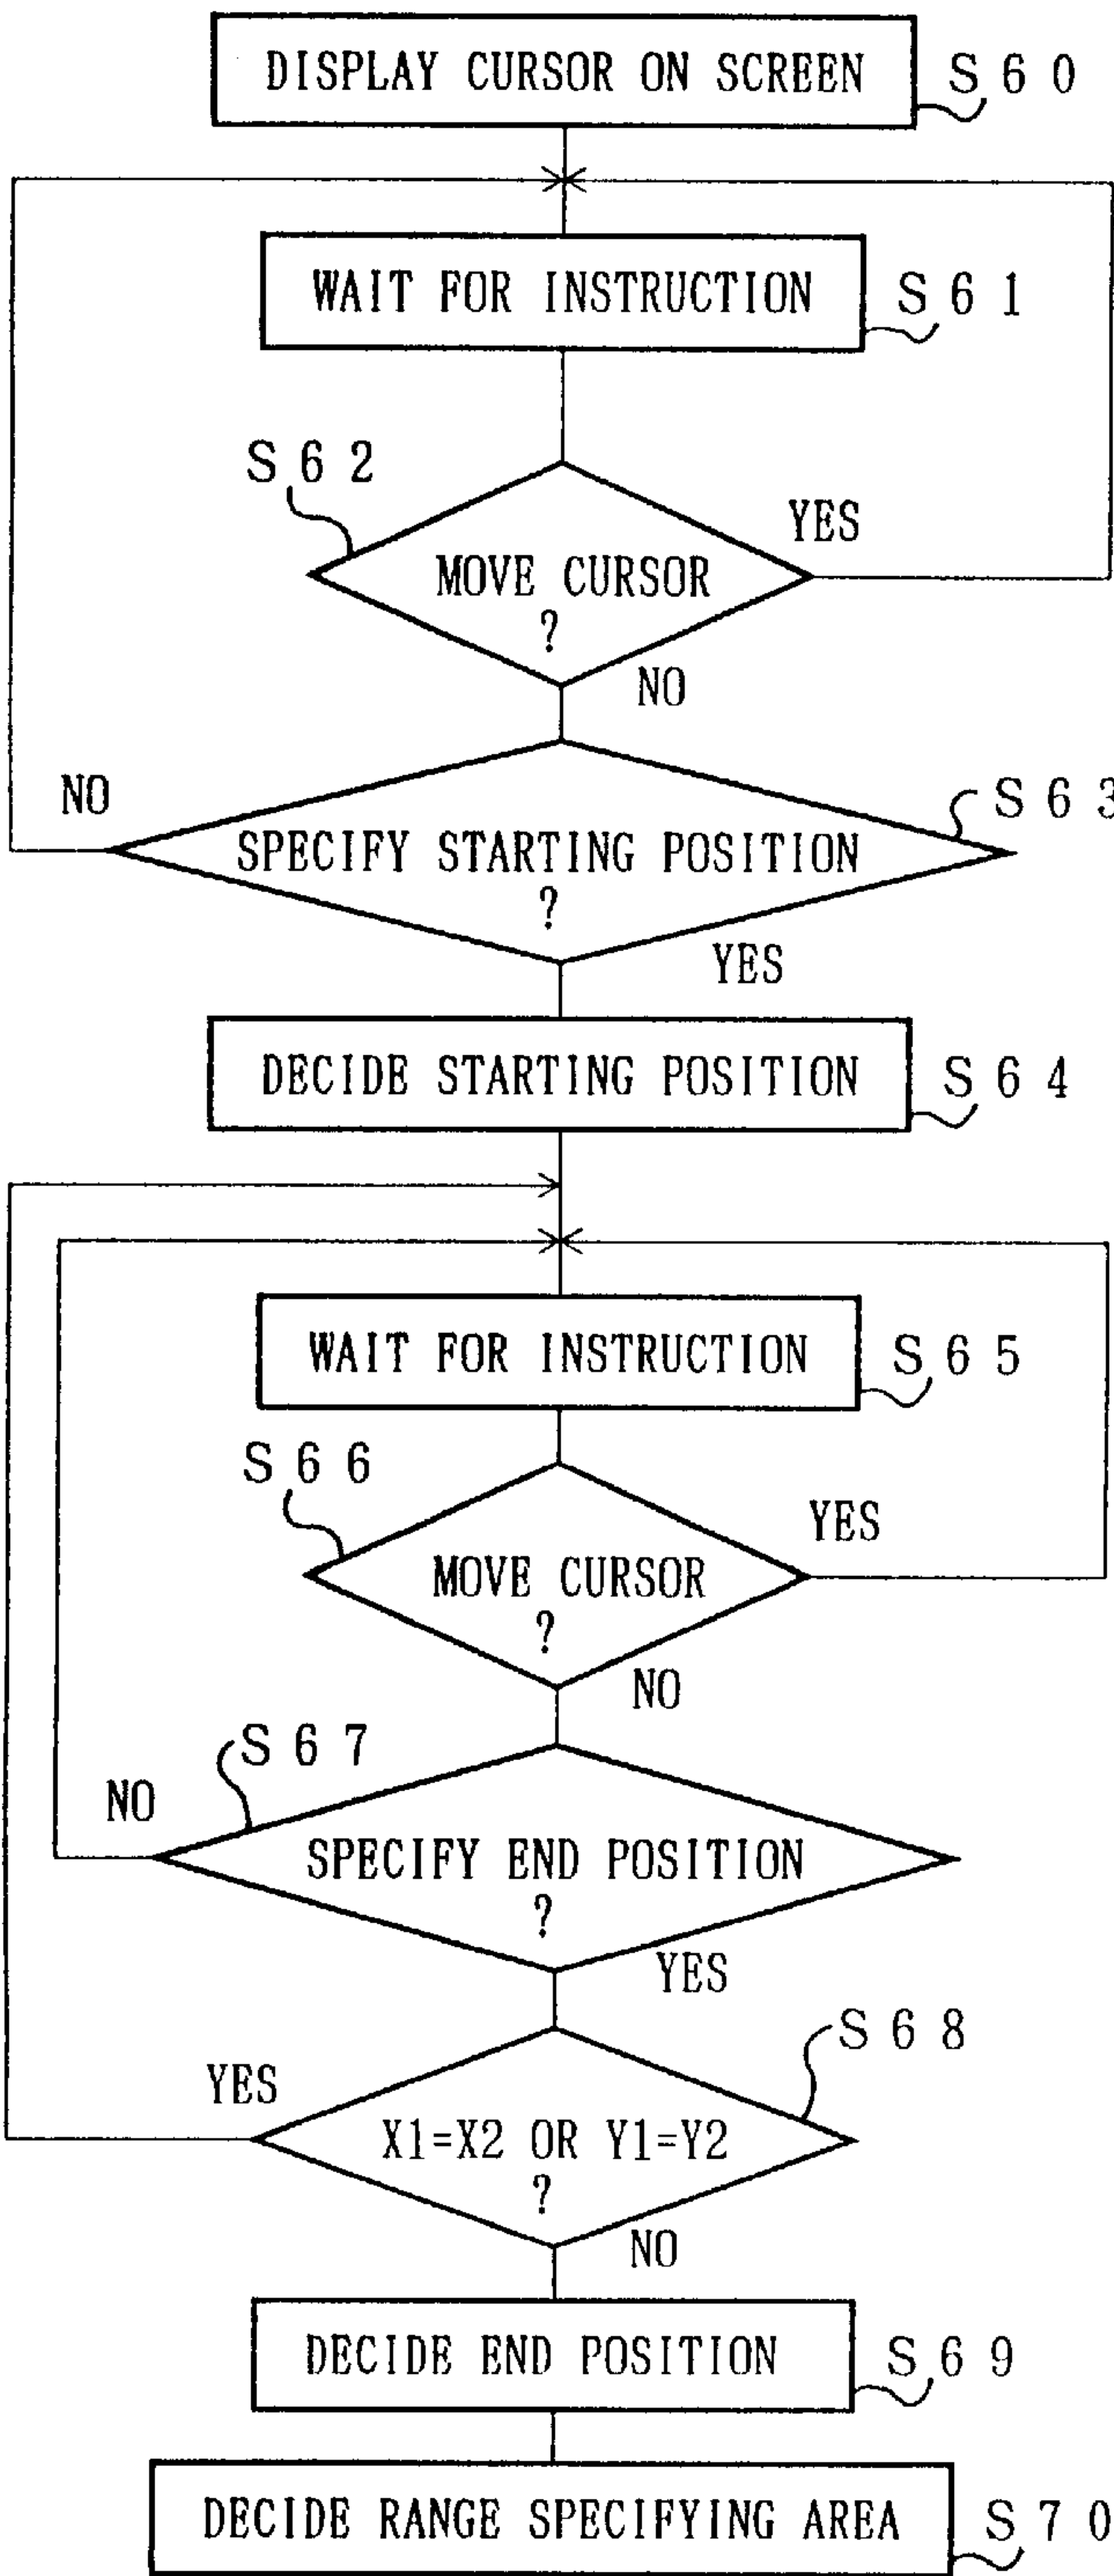 DISPLAY CURSOR ON SCREEN
S60
WAIT FOR INSTRUCTION
S61
S62
YES
MOVE CURSOR
?
NO
NO
S63
SPECIFY STARTING POSITION
?
YES
DECIDE STARTING POSITION
S64
WAIT FOR INSTRUCTION
S65
S66
YES
MOVE CURSOR
?
NO
S67
NO
SPECIFY END POSITION
?
YES
S68
YES
X1=X2 OR Y1=Y2
?
NO
DECIDE END POSITION
S69
DECIDE RANGE SPECIFYING AREA
S70